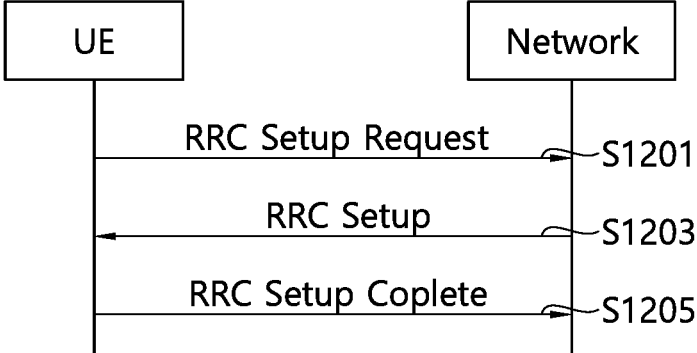 UE
Network
RRC Setup Request
S1201
RRC Setup
S1203
RRC Setup Coplete
S1205